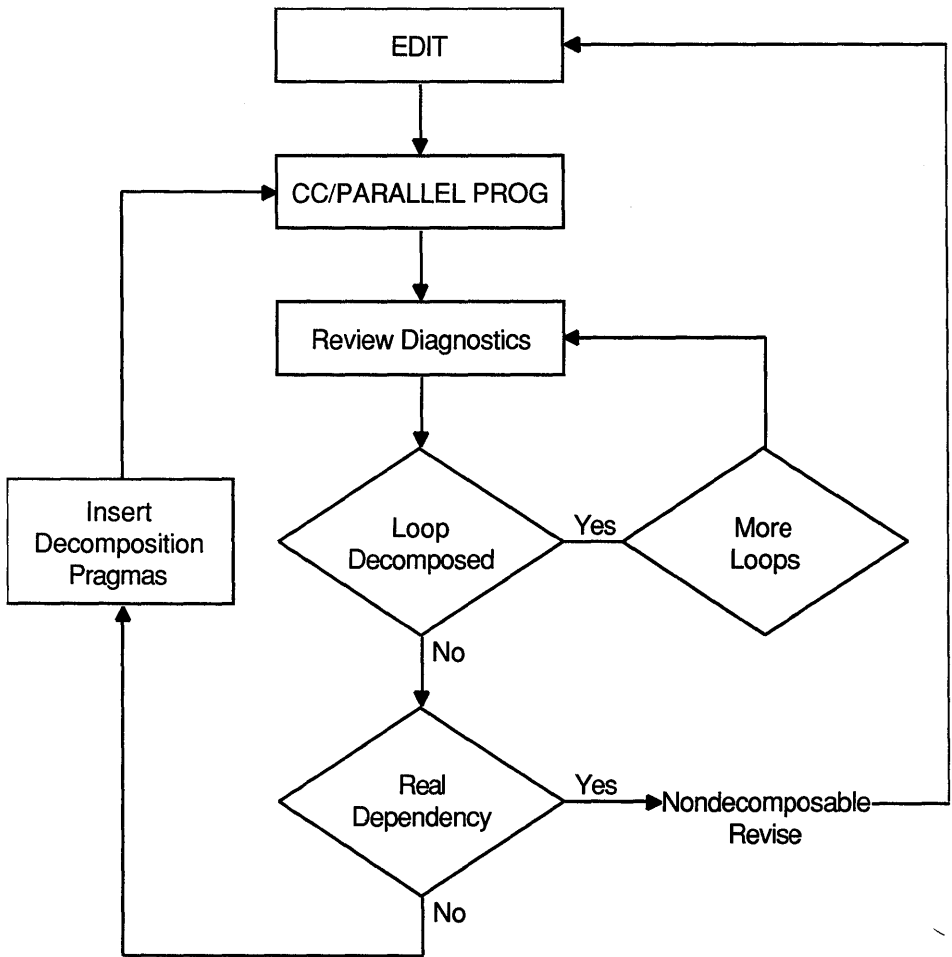 EDIT
CC/PARALLEL PROG
Review Diagnostics
Insert
Decomposition
Pragmas
Loop
Decomposed
Yes
More
Loops
No
Real
Dependency
Yes
Nondecomposable
Revise
No